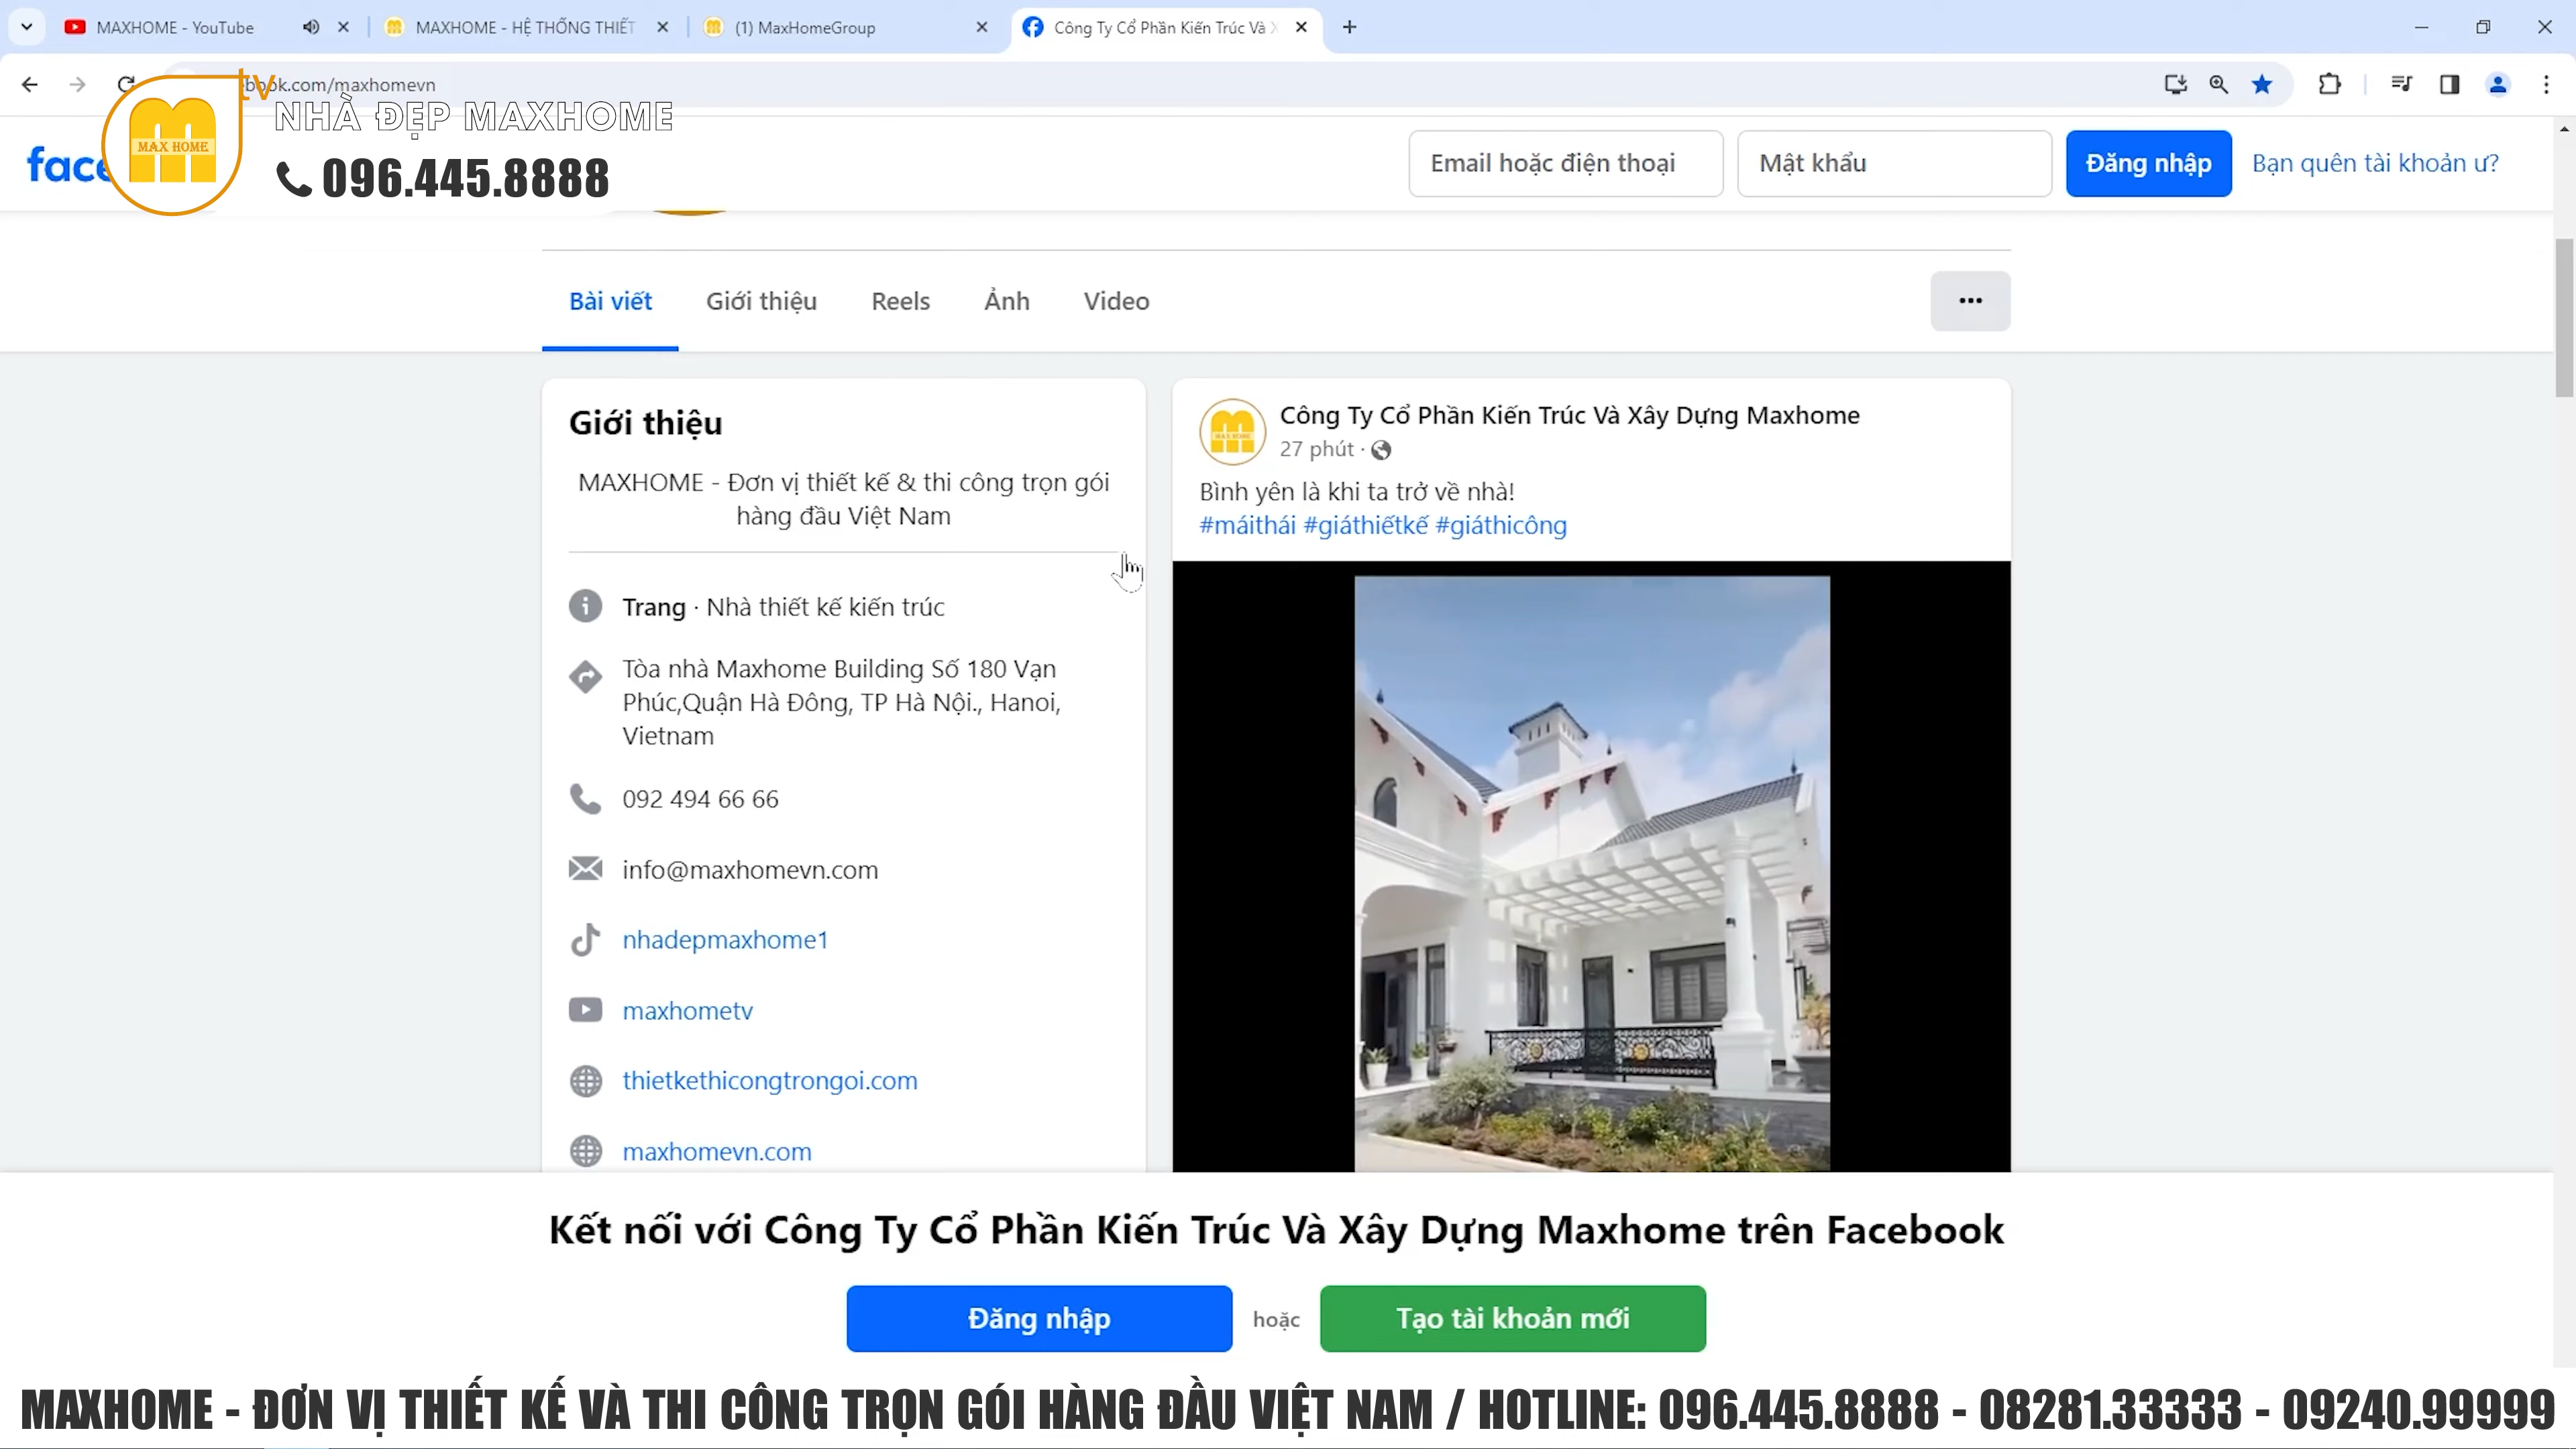 MAXHOME - YouTube
MAXHOME - HỆ THỐNG THIẾT
(1) MaxHomeGroup
Công Ty Cổ Phần Kiến Trúc Và X
book.com/maxhomevn
tv
MAX HOME
NHÀ ĐẸP MAXHOME
096.445.8888
face
Email hoặc điện thoại
Mật khẩu
Đăng nhập
Bạn quên tài khoản ư?
Bài viết
Giới thiệu
Reels
Ảnh
Video
Giới thiệu
MAXHOME - Đơn vị thiết kế & thi công trọn gói
hàng đầu Việt Nam
Trang · Nhà thiết kế kiến trúc
Tòa nhà Maxhome Building Số 180 Vạn
Phúc,Quận Hà Đông, TP Hà Nội., Hanoi,
Vietnam
092 494 66 66
info@maxhomevn.com
nhadepmaxhome1
maxhometv
thietkethicongtrongoi.com
maxhomevn.com
Công Ty Cổ Phần Kiến Trúc Và Xây Dựng Maxhome
27 phút ·
Bình yên là khi ta trở về nhà!
#máithái #giáthiếtkế #giáthicông
MAX HOME
Kết nối với Công Ty Cổ Phần Kiến Trúc Và Xây Dựng Maxhome trên Facebook
Đăng nhập
hoặc
Tạo tài khoản mới
MAXHOME - ĐƠN VỊ THIẾT KẾ VÀ THI CÔNG TRỌN GÓI HÀNG ĐẦU VIỆT NAM / HOTLINE: 096.445.8888 - 08281.33333 - 09240.99999